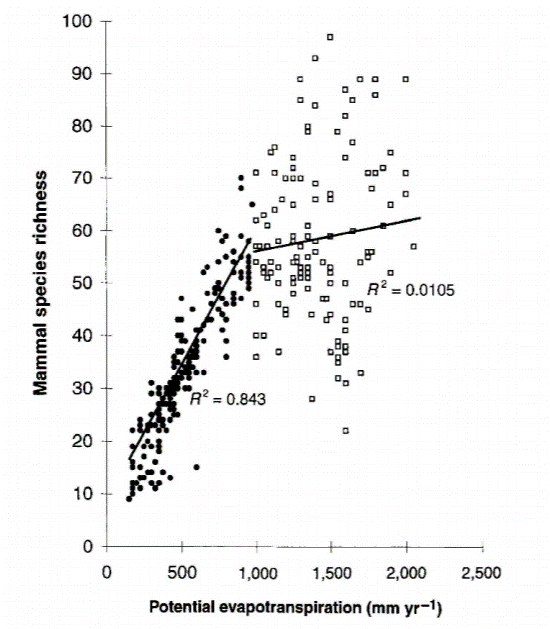 100
90
80
70
60
50
40
30
20
10
0
Mammal species richness
R² = 0.0105
R² = 0.843
0 500 1,000 1,500 2,000 2,500
Potential evapotranspiration (mm yr⁻¹)